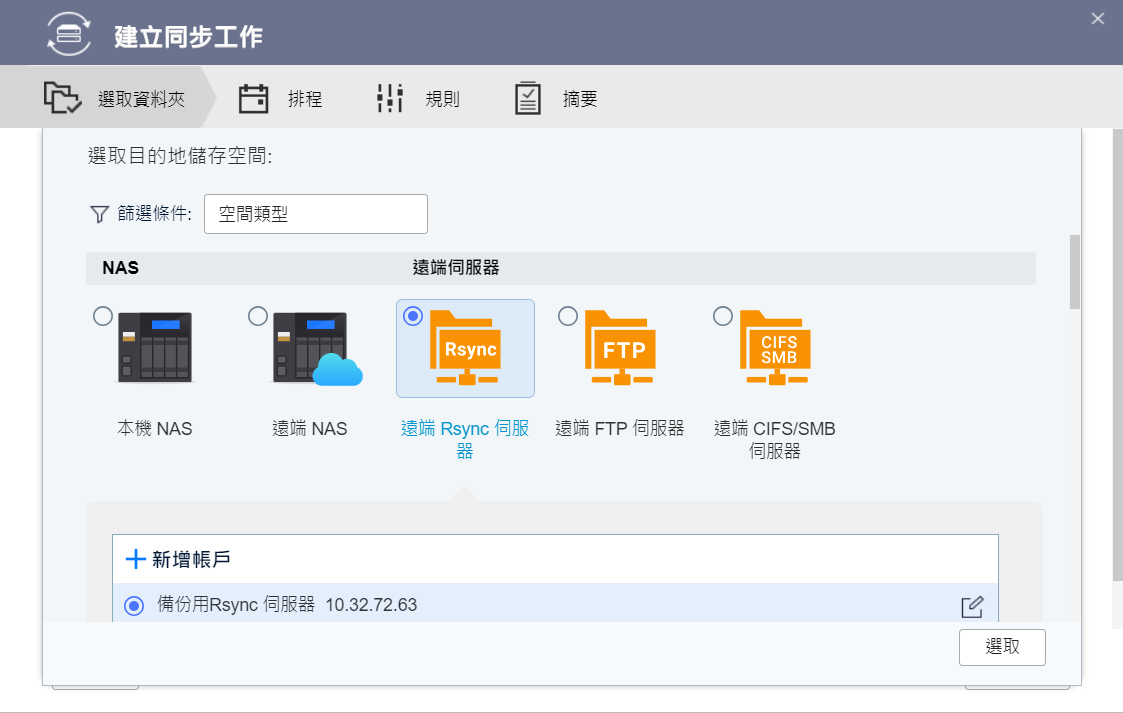 建立同步工作
選取資料夾
排程
規則
摘要
選取目的地儲存空間:
篩選條件:
空間類型
NAS
遠端伺服器
Rsync
FTP
CIFS
SMB
本機 NAS
遠端 NAS
遠端 Rsync 伺服
器
遠端 FTP 伺服器
遠端 CIFS/SMB
伺服器
新增帳戶
備份用Rsync 伺服器 10.32.72.63
選取